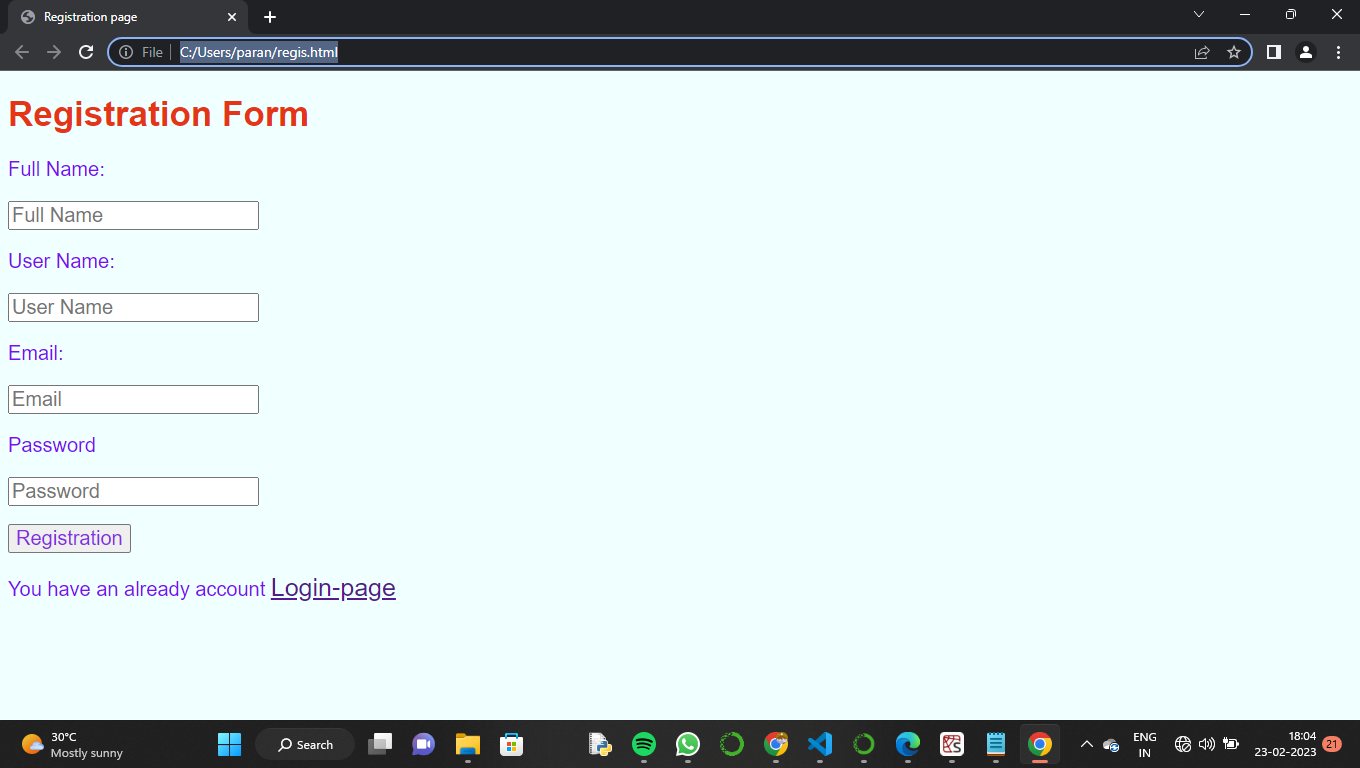 Registration page
File
C:/Users/paran/regis.html
Registration Form
Full Name:
Full Name
User Name:
User Name
Email:
Email
Password
Password
Registration
You have an already account Login-page
30°C
Mostly sunny
Search
ENG
IN
18:04
23-02-2023
21